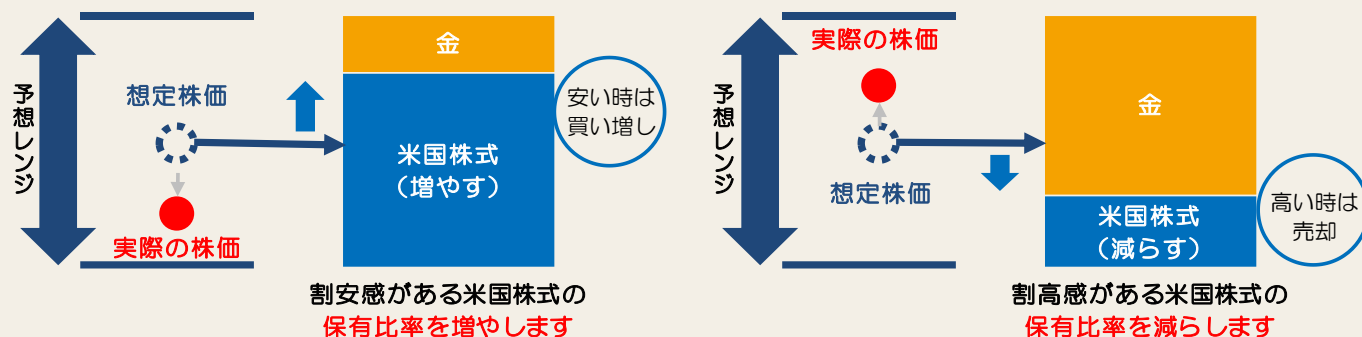 予想レンジ
想定株価
実際の株価
金
米国株式
（増やす）
安い時は
買い増し
割安感がある米国株式の
保有比率を増やします
予想レンジ
実際の株価
想定株価
金
米国株式
（減らす）
高い時は
売却
割高感がある米国株式の
保有比率を減らします